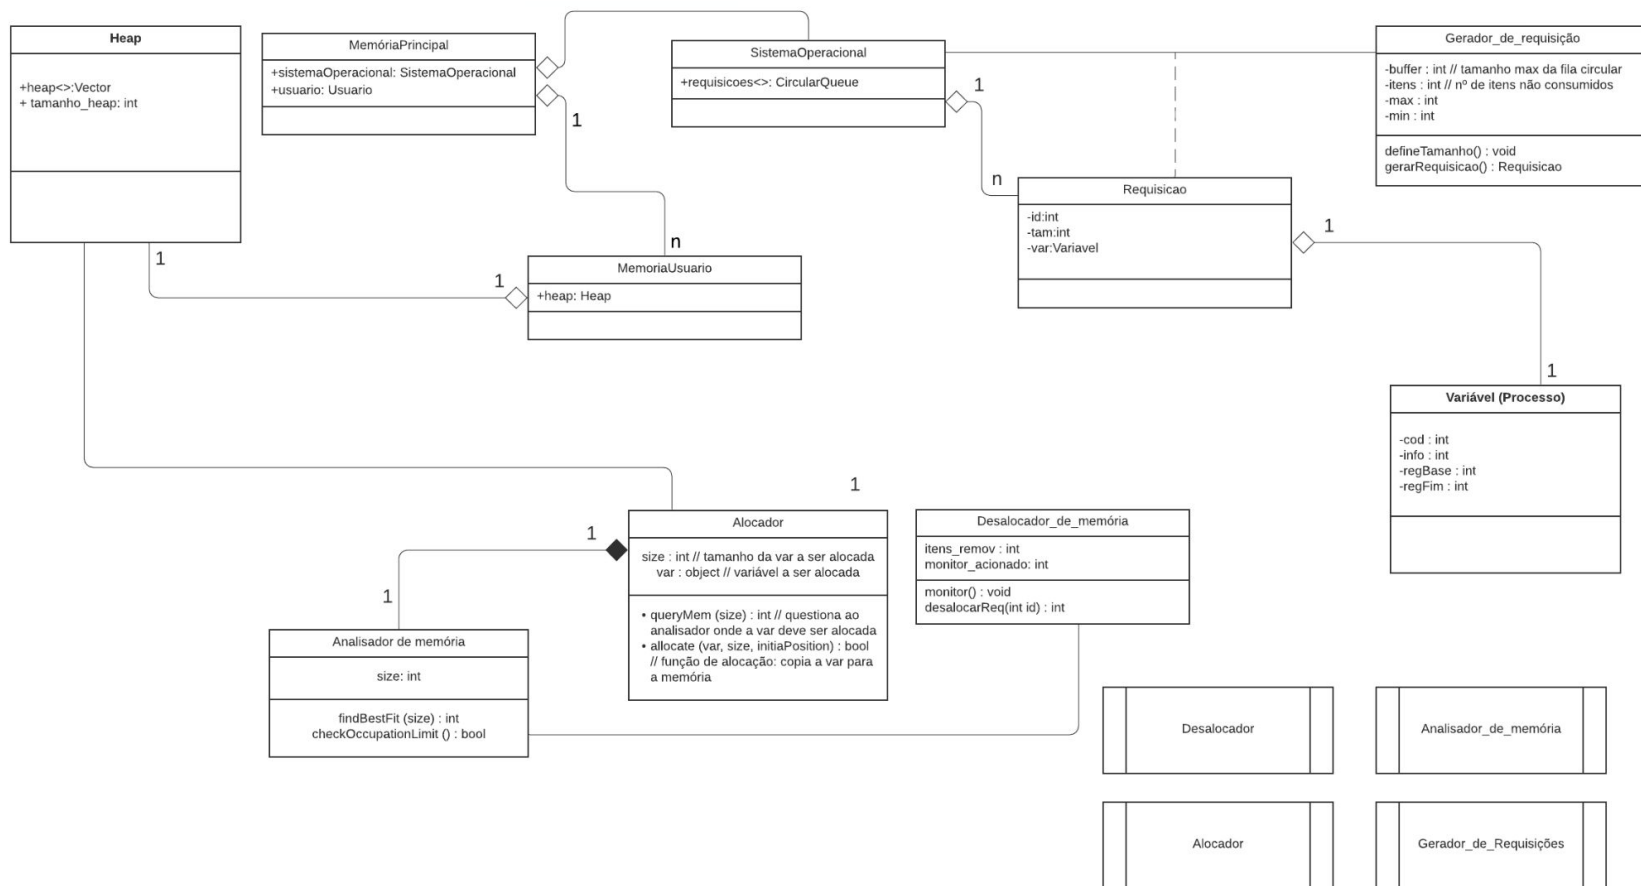 Heap
+heap<>:Vector
+ tamanho_heap: int
MemóriaPrincipal
+sistemaOperacional: SistemaOperacional
+usuario: Usuario
1
SistemaOperacional
+requisicoes<>: CircularQueue
1
n
Gerador_de_requisição
-buffer : int // tamanho max da fila circular
-itens : int // nº de itens não consumidos
-max : int
-min : int
defineTamanho() : void
gerarRequisicao() : Requisicao
Requisicao
-id:int
-tam:int
-var:Variavel
1
n
1
1
MemoriaUsuario
+heap: Heap
1
Variável (Processo)
-cod : int
-info : int
-regBase : int
-regFim : int
1
1
1
Alocador
size : int // tamanho da var a ser alocada
var : object // variável a ser alocada
• queryMem (size) : int // questiona ao
analisador onde a var deve ser alocada
• allocate (var, size, initiaPosition) : bool
// função de alocação: copia a var para
a memória
Desalocador_de_memória
itens_remov : int
monitor_acionado: int
monitor() : void
desalocarReq(int id) : int
Analisador de memória
size: int
findBestFit (size) : int
checkOccupationLimit () : bool
Desalocador
Analisador_de_memória
Alocador
Gerador_de_Requisições